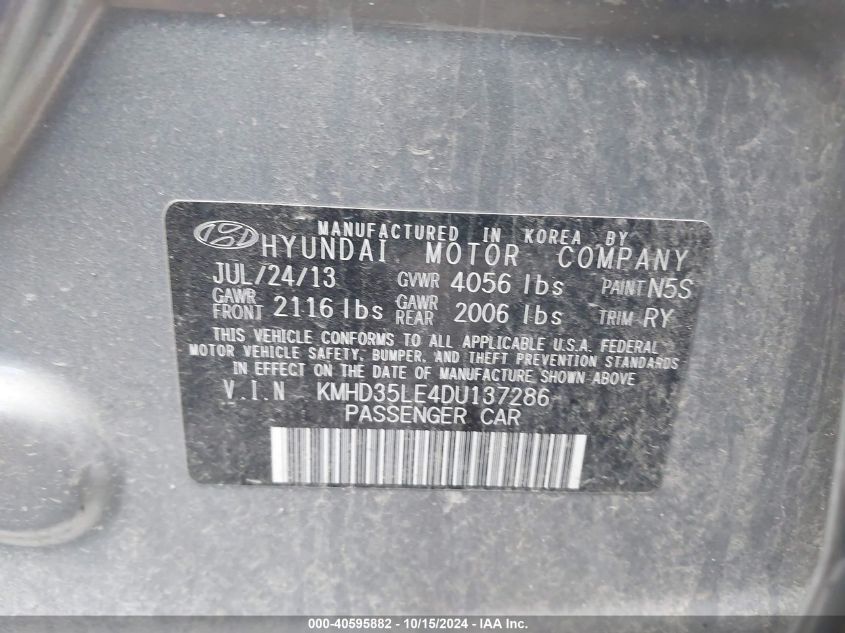 MANUFACTURED IN KOREA BY
HYUNDAI MOTOR COMPANY
JUL/24/13 GVWR 4056 lbs PAINT N5S
GAWR FRONT 2116 lbs GAWR REAR 2006 lbs TRIM RY
THIS VEHICLE CONFORMS TO ALL APPLICABLE U.S.A. FEDERAL
MOTOR VEHICLE SAFETY, BUMPER, AND THEFT PREVENTION STANDARDS
IN EFFECT ON THE DATE OF MANUFACTURE SHOWN ABOVE
V.I.N KMHD35LE4DU137286
PASSENGER CAR
000-40595882 - 10/15/2024 - IAA Inc.